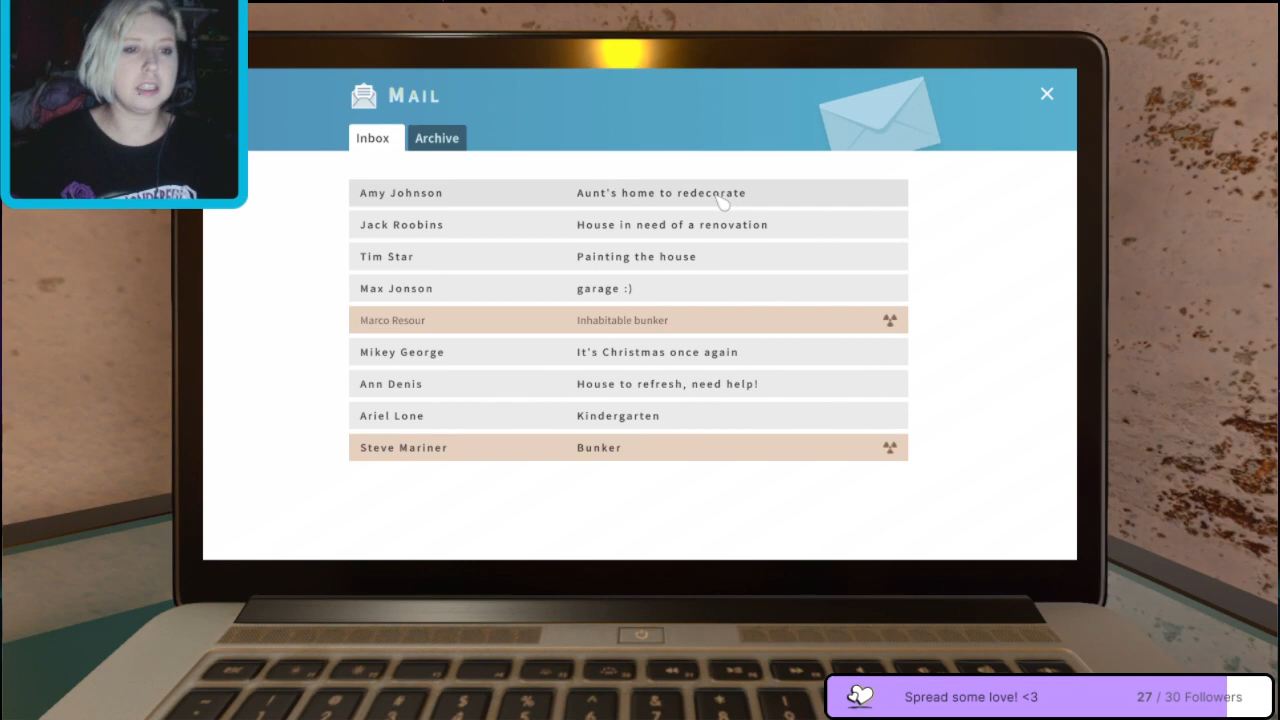 MAIL
Inbox Archive
Amy Johnson Aunt's home to redecorate
Jack Roobins House in need of a renovation
Tim Star Painting the house
Max Jonson garage :)
Marco Resour Inhabitable bunker
Mikey George It's Christmas once again
Ann Denis House to refresh, need help!
Ariel Lone Kindergarten
Steve Mariner Bunker
Spread some love! <3 27 / 30 Followers